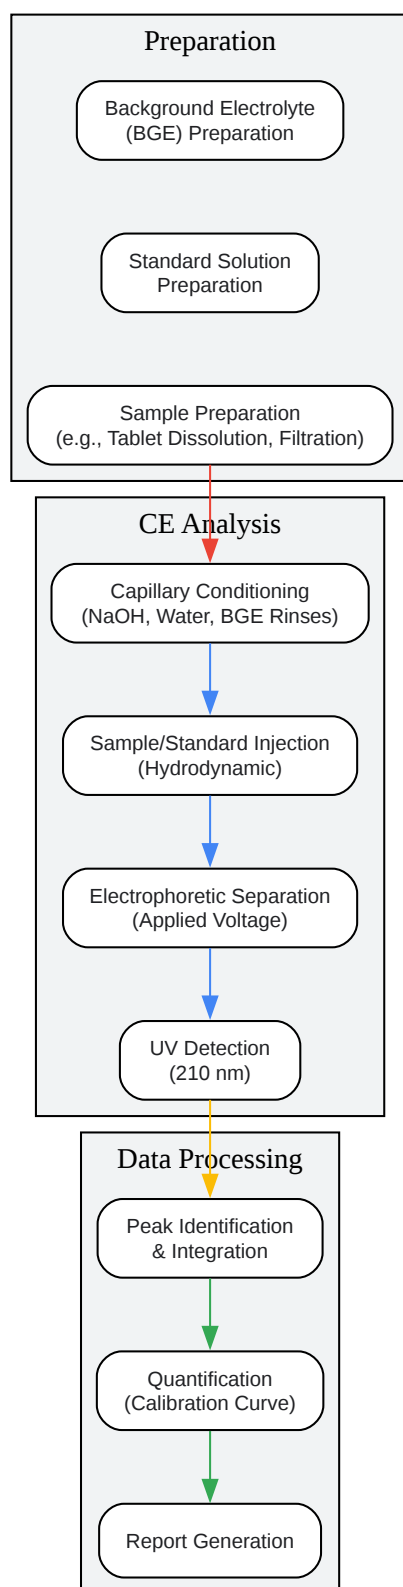 Preparation
Background Electrolyte
(BGE) Preparation
Standard Solution
Preparation
Sample Preparation
(e.g., Tablet Dissolution, Filtration)
CE Analysis
Capillary Conditioning
(NaOH, Water, BGE Rinses)
Sample/Standard Injection
(Hydrodynamic)
Electrophoretic Separation
(Applied Voltage)
UV Detection
(210 nm)
Data Processing
Peak Identification
& Integration
Quantification
(Calibration Curve)
Report Generation